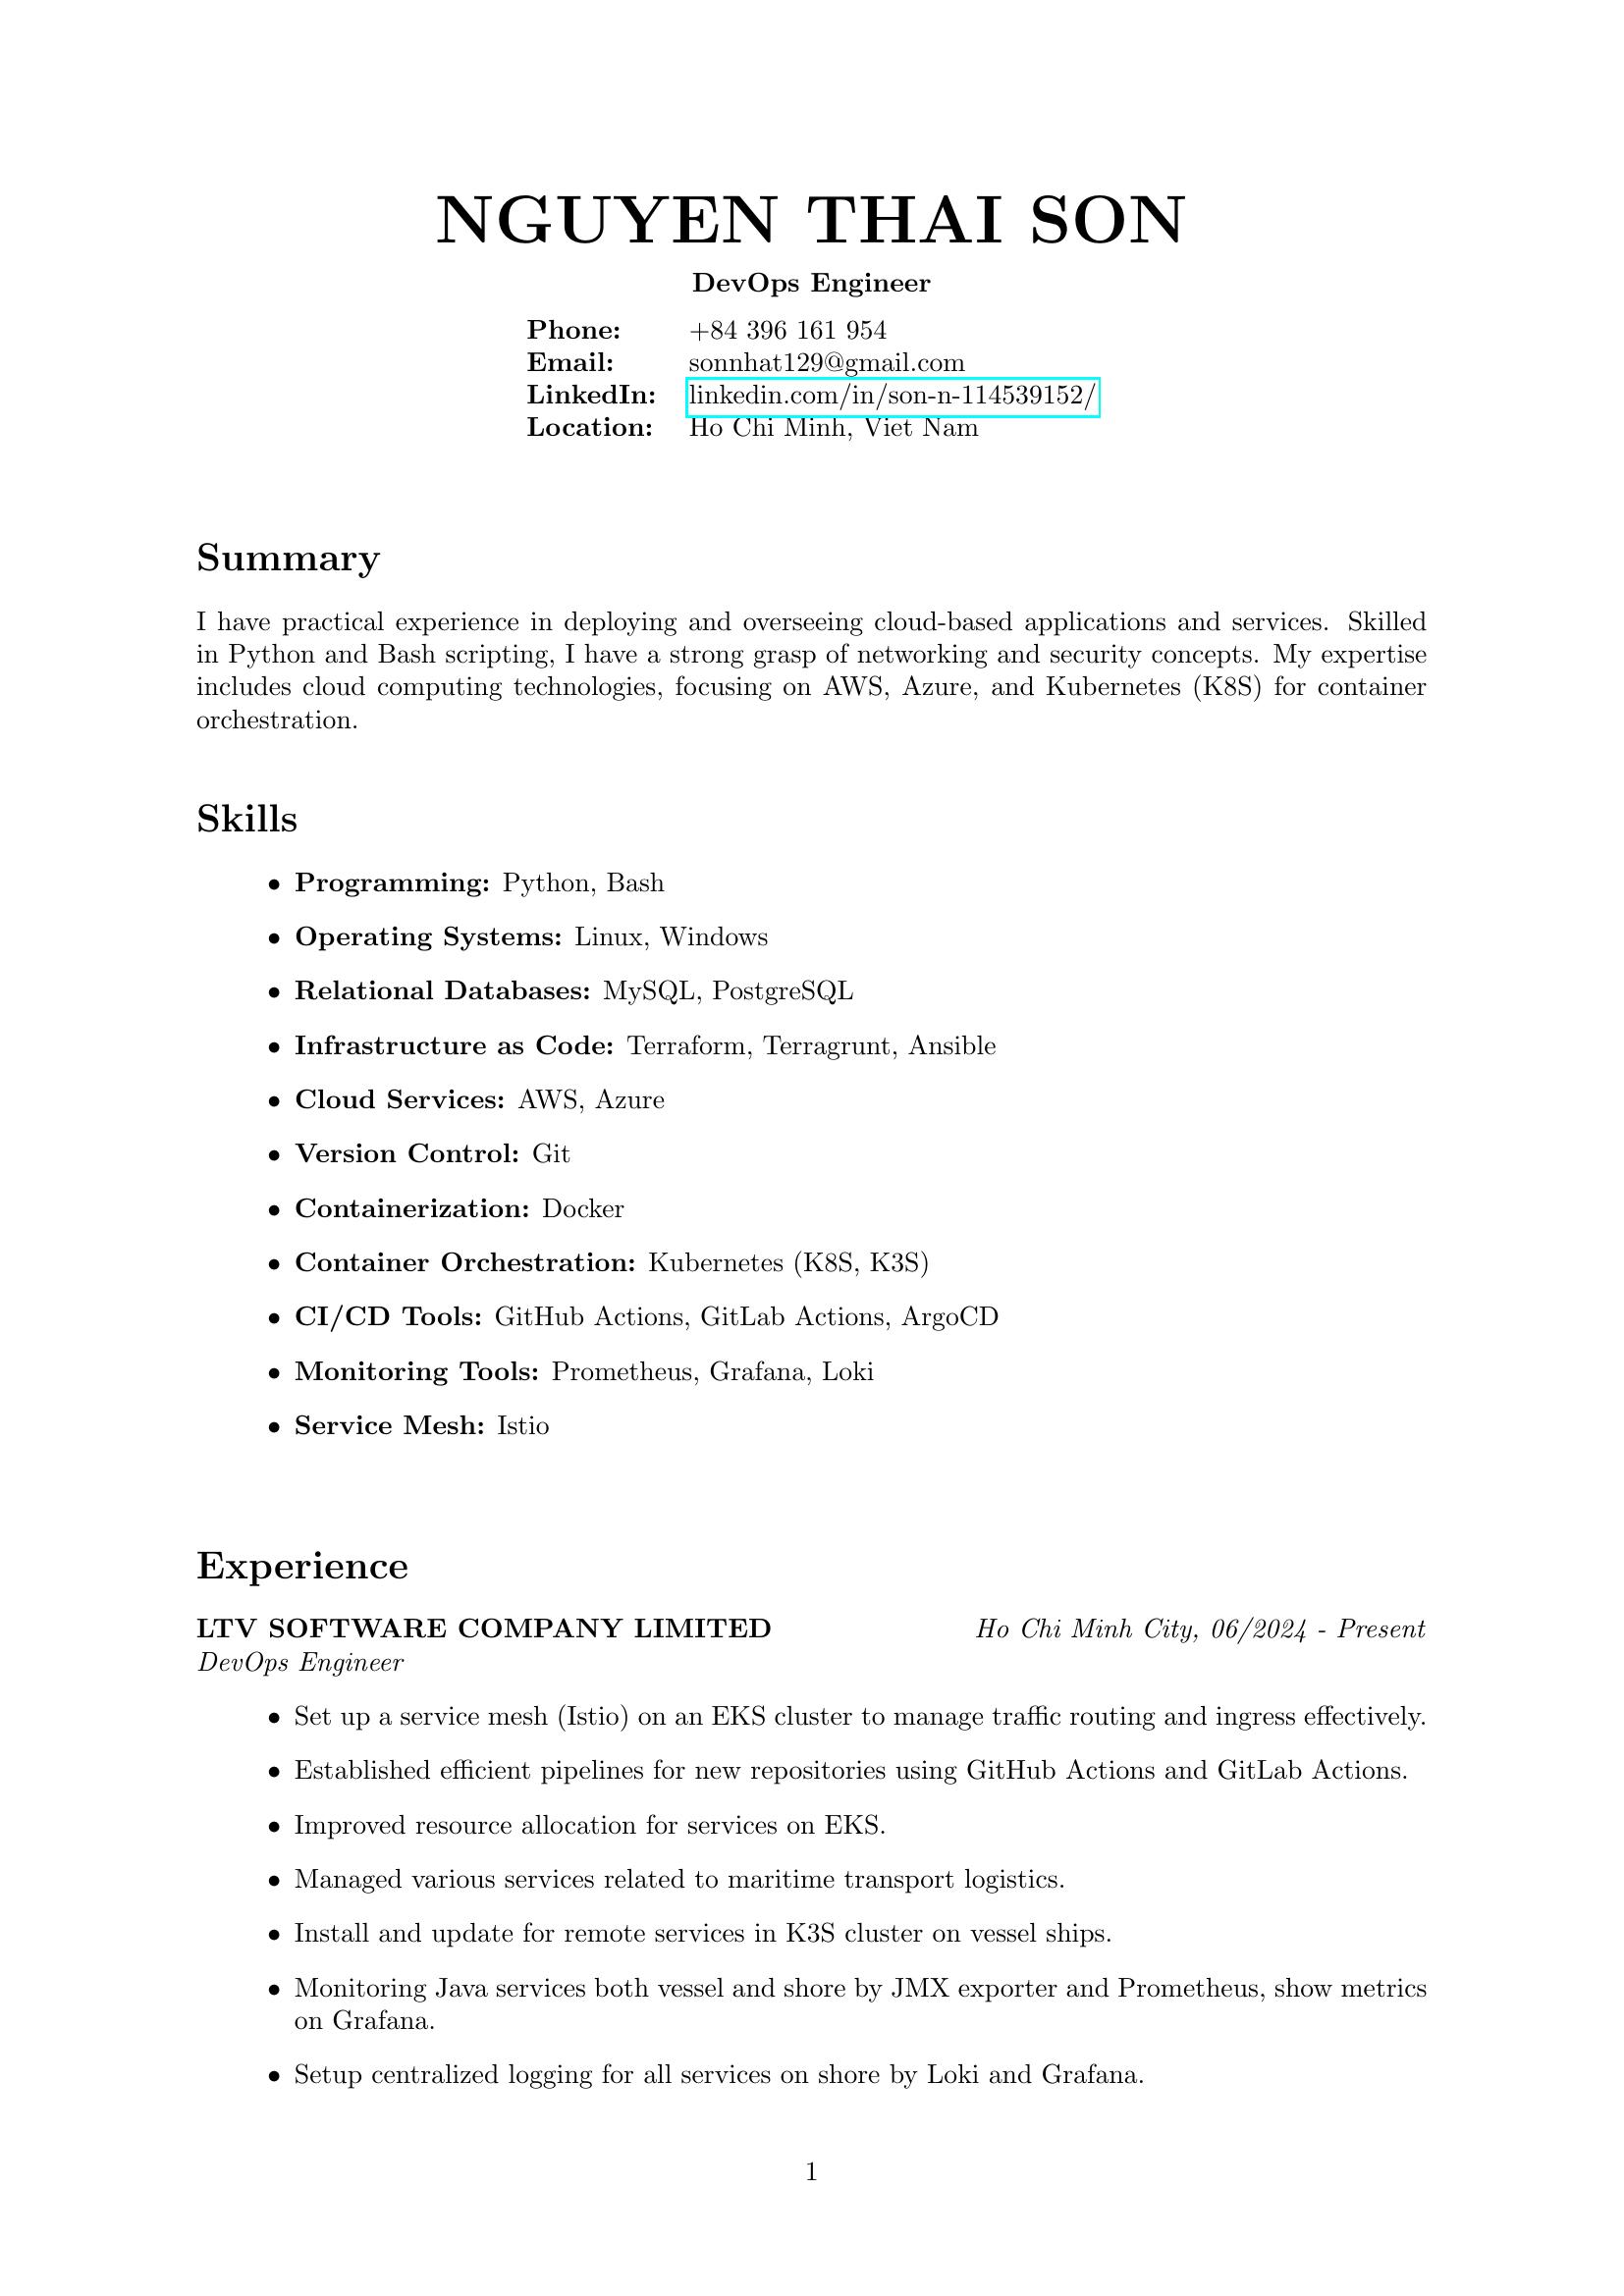 NGUYEN THAI SON
DevOps Engineer
Phone: +84 396 161 954
Email: sonnhat129@gmail.com
LinkedIn: linkedin.com/in/son-n-114539152/
Location: Ho Chi Minh, Viet Nam
Summary
I have practical experience in deploying and overseeing cloud-based applications and services. Skilled
in Python and Bash scripting, I have a strong grasp of networking and security concepts. My expertise
includes cloud computing technologies, focusing on AWS, Azure, and Kubernetes (K8S) for container
orchestration.
Skills
• Programming: Python, Bash
• Operating Systems: Linux, Windows
• Relational Databases: MySQL, PostgreSQL
• Infrastructure as Code: Terraform, Terragrunt, Ansible
• Cloud Services: AWS, Azure
• Version Control: Git
• Containerization: Docker
• Container Orchestration: Kubernetes (K8S, K3S)
• CI/CD Tools: GitHub Actions, GitLab Actions, ArgoCD
• Monitoring Tools: Prometheus, Grafana, Loki
• Service Mesh: Istio
Experience
LTV SOFTWARE COMPANY LIMITED Ho Chi Minh City, 06/2024 - Present
DevOps Engineer
• Set up a service mesh (Istio) on an EKS cluster to manage traffic routing and ingress effectively.
• Established efficient pipelines for new repositories using GitHub Actions and GitLab Actions.
• Improved resource allocation for services on EKS.
• Managed various services related to maritime transport logistics.
• Install and update for remote services in K3S cluster on vessel ships.
• Monitoring Java services both vessel and shore by JMX exporter and Prometheus, show metrics
on Grafana.
• Setup centralized logging for all services on shore by Loki and Grafana.
1